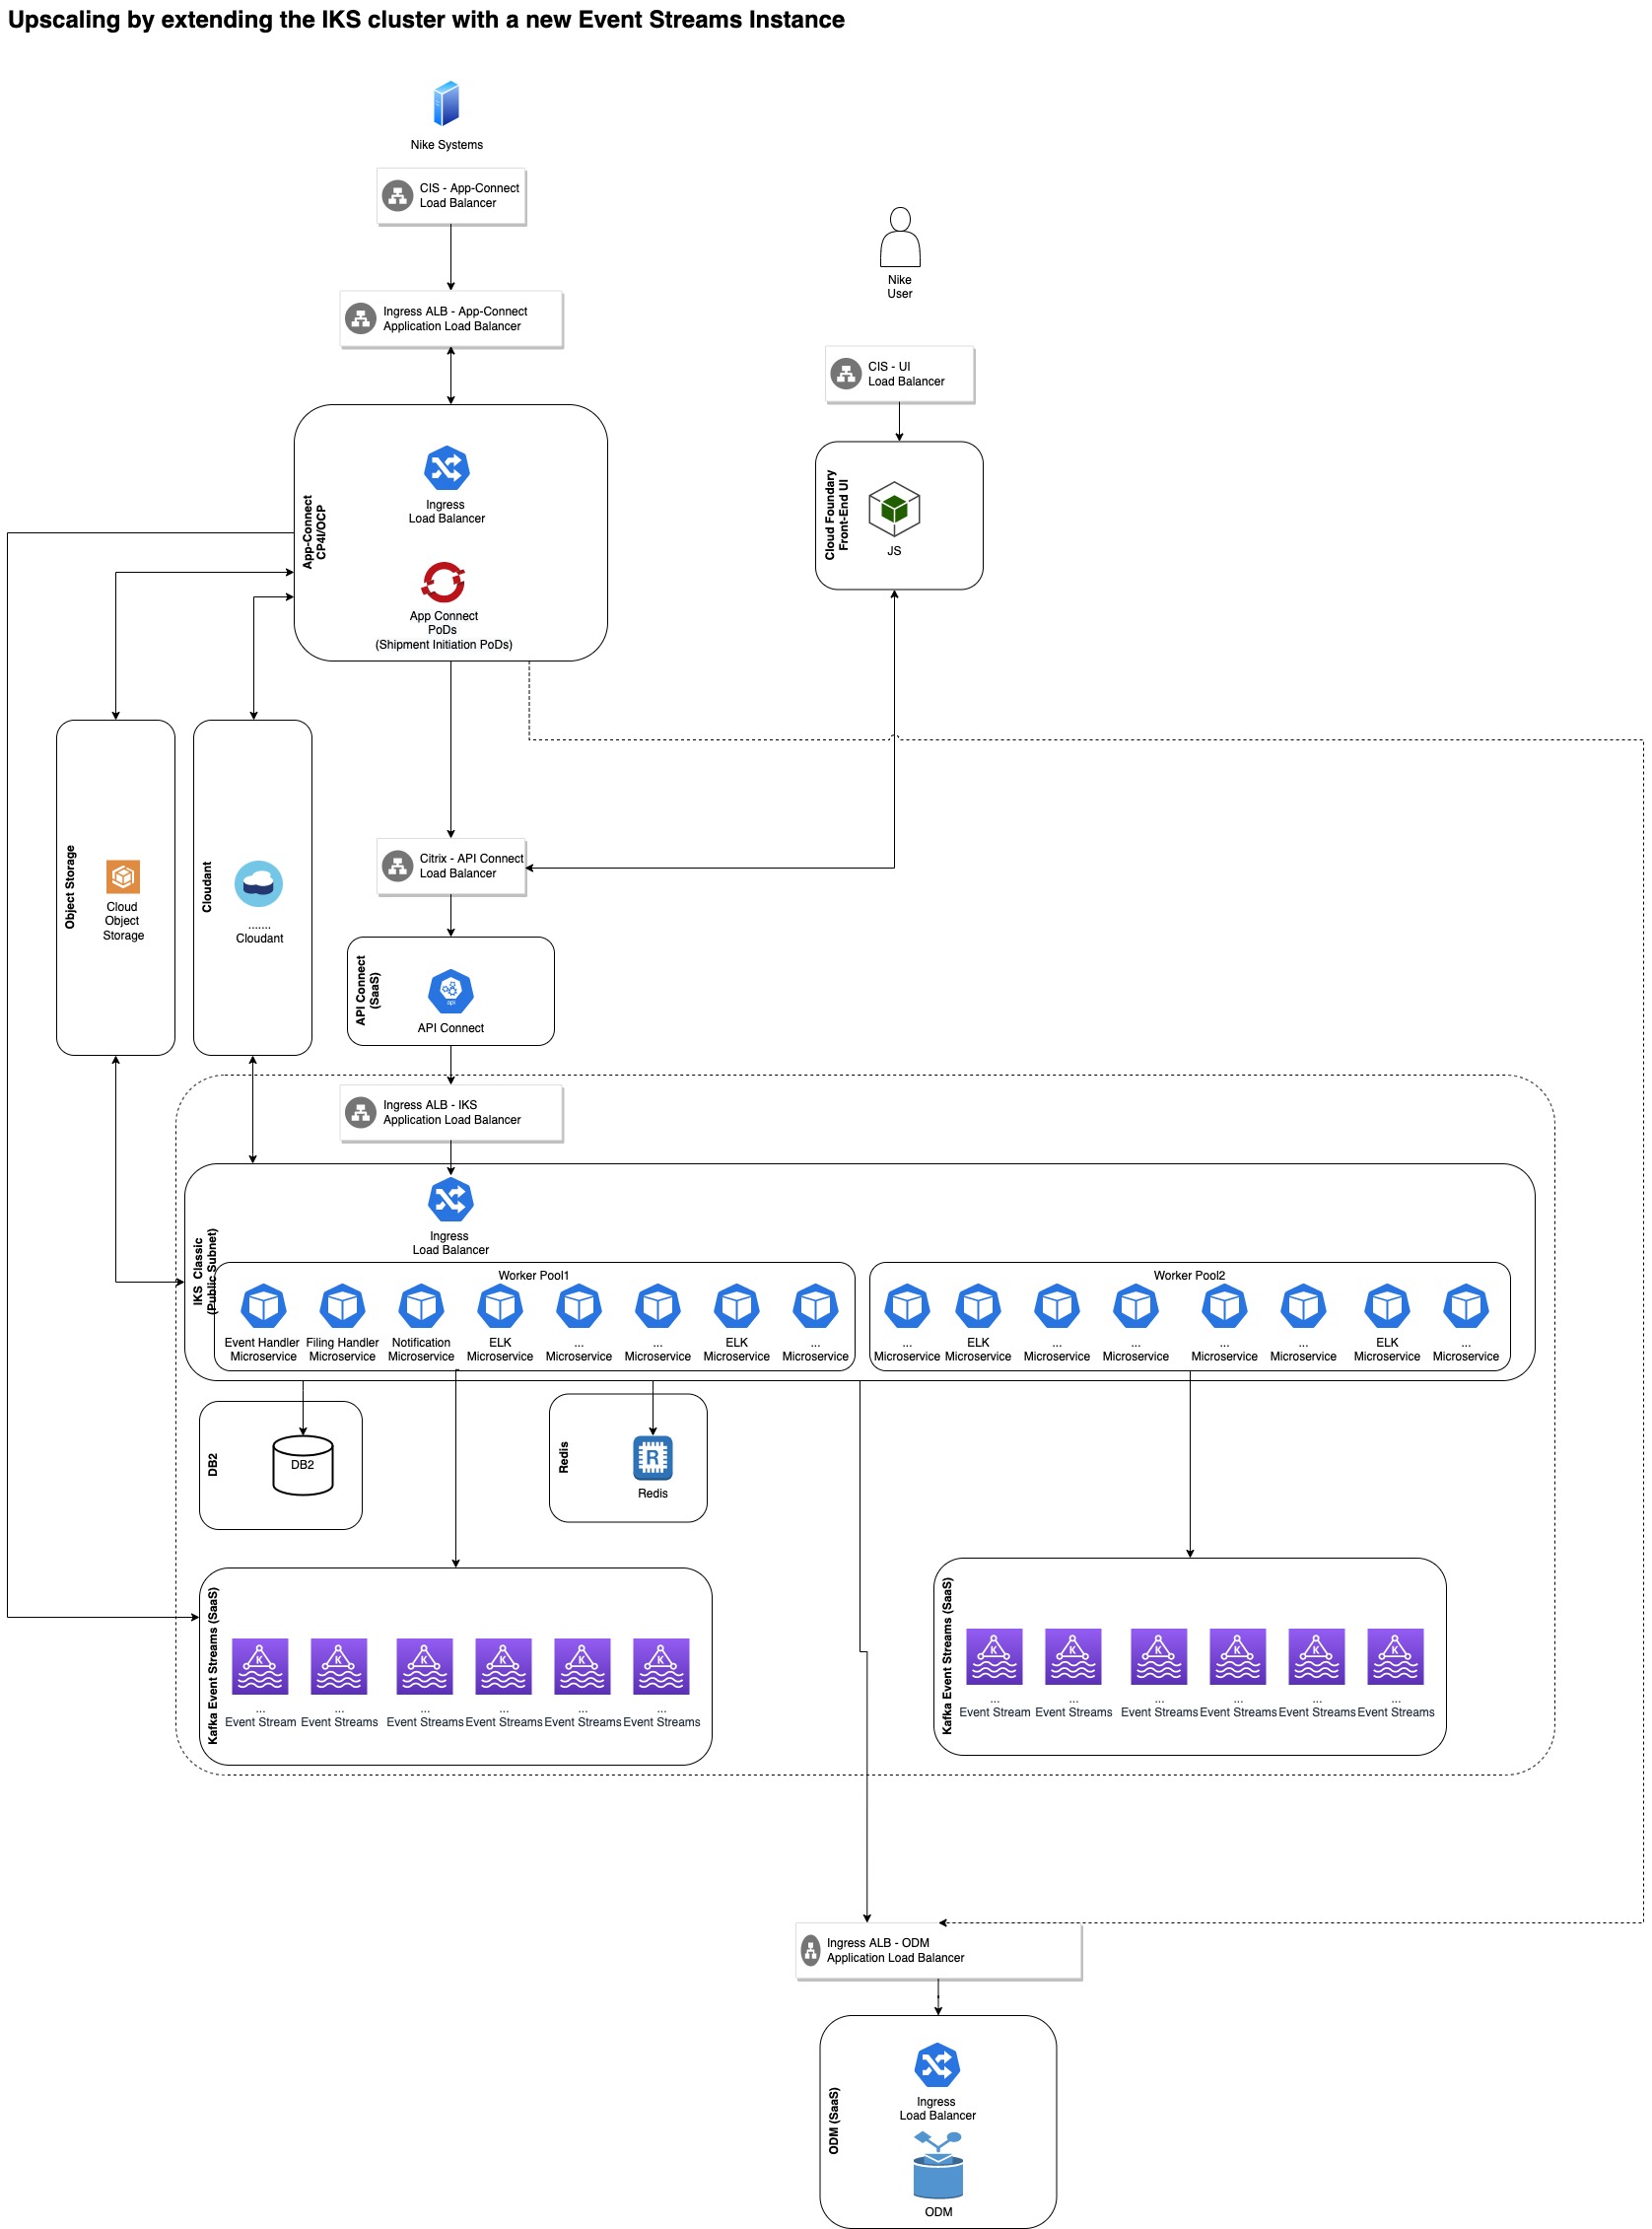 Upscaling by extending the IKS cluster with a new Event Streams Instance
Nike Systems
CIS - App-Connect
Load Balancer
Nike
User
Ingress ALB - App-Connect
Application Load Balancer
CIS - UI
Load Balancer
App-Connect
CP4I/OCP
Ingress
Load Balancer
App Connect
PoDs
(Shipment Initiation PoDs)
Cloud Foundry
Front-End UI
JS
Object Storage
Cloud
Object
Storage
Cloudant
.......
Cloudant
Citrix - API Connect
Load Balancer
API Connect
(SaaS)
api
API Connect
Ingress ALB - IKS
Application Load Balancer
IKS Classic
(Public Subnet)
Ingress
Load Balancer
Worker Pool1
Event Handler
Microservice
Filing Handler
Microservice
Notification
Microservice
ELK
Microservice
...
Microservice
...
Microservice
ELK
Microservice
...
Microservice
Worker Pool2
...
Microservice
ELK
Microservice
...
Microservice
...
Microservice
...
Microservice
...
Microservice
ELK
Microservice
...
Microservice
DB2
DB2
Redis
R
Redis
Kafka Event Streams (SaaS)
K
...
Event Stream
K
...
Event Streams
K
...
Event Streams
K
...
Event Streams
K
...
Event Streams
K
...
Event Streams
Kafka Event Streams (SaaS)
K
...
Event Stream
K
...
Event Streams
K
...
Event Streams
K
...
Event Streams
K
...
Event Streams
K
...
Event Streams
Ingress ALB - ODM
Application Load Balancer
ODM (SaaS)
Ingress
Load Balancer
ODM